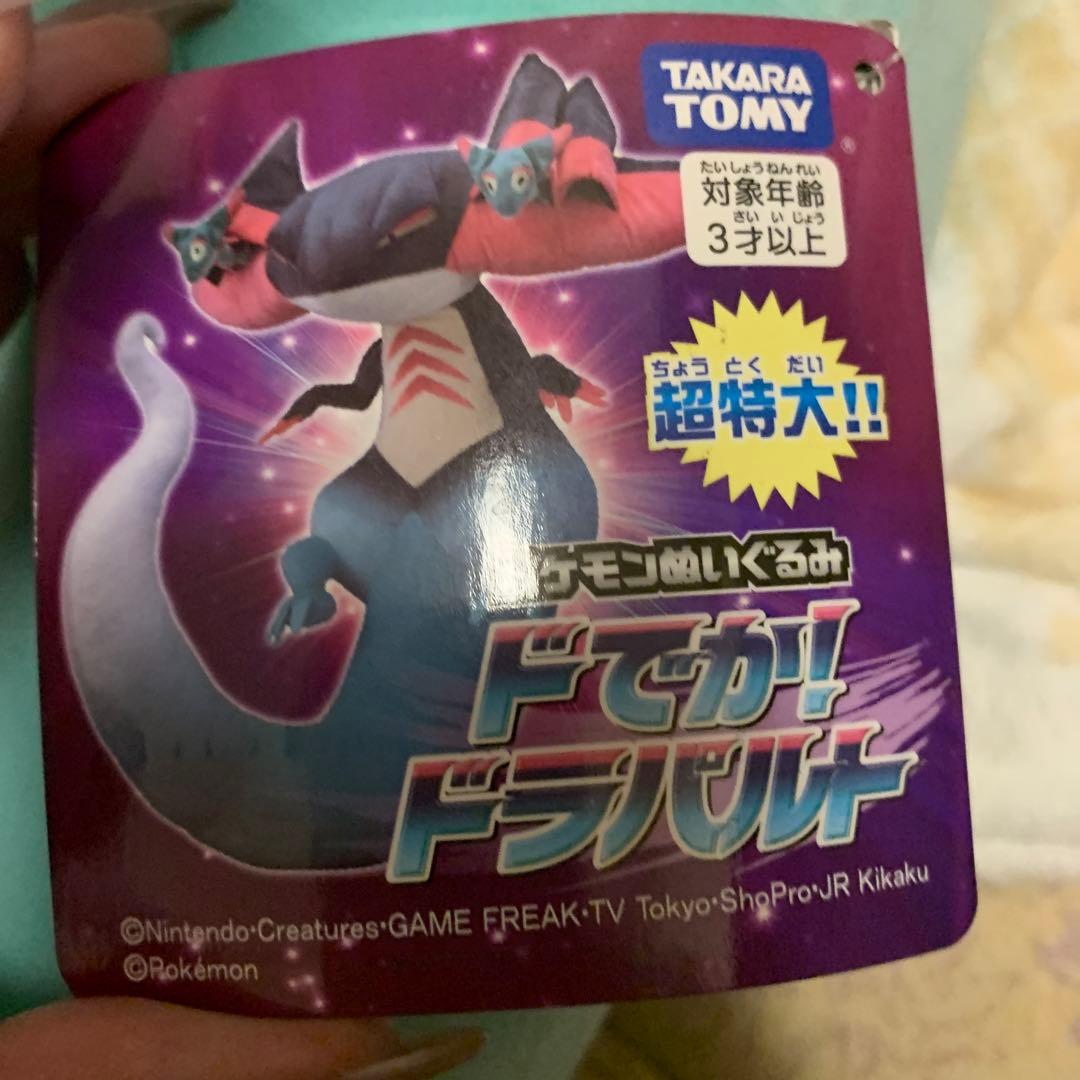 TAKARA
TOMY
®
たいしょうねんれい
対象年齢
さい い じょう
3才以上
ちょう とく だい
超特大!!
ケモンぬいぐるみ
ドでか!
ドラパルト
©Nintendo・Creatures・GAME FREAK・TV Tokyo・ShoPro・JR Kikaku
©Pokémon